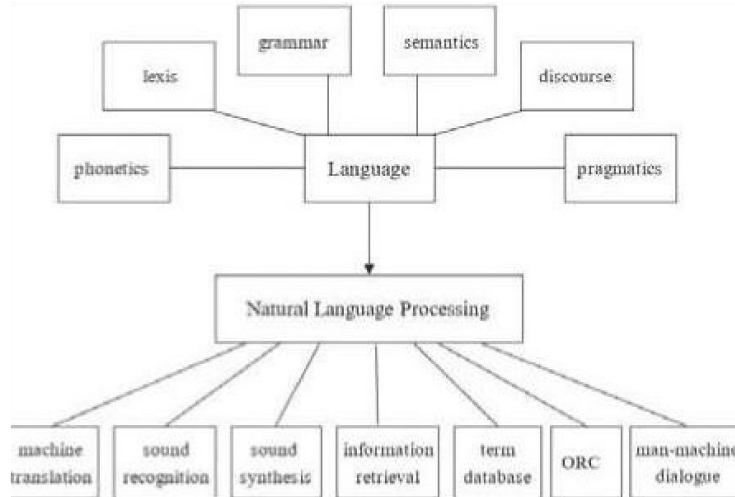 grammar
semantics
lexis
discourse
phonetics
Language
pragmatics
Natural Language Processing
machine
translation
sound
recognition
sound
synthesis
information
retrieval
term
database
ORC
man-machine
dialogue